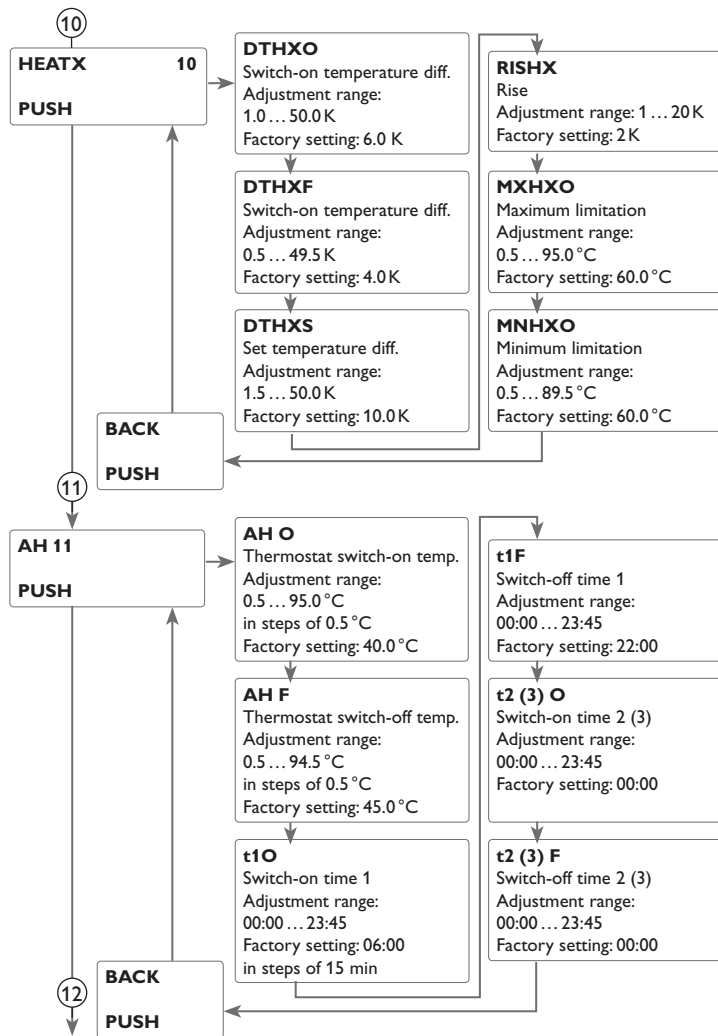 10
HEATX 10
PUSH
DTHXO
Switch-on temperature diff.
Adjustment range:
1.0 … 50.0 K
Factory setting: 6.0 K
DTHXF
Switch-on temperature diff.
Adjustment range:
0.5 … 49.5 K
Factory setting: 4.0 K
DTHXS
Set temperature diff.
Adjustment range:
1.5 … 50.0 K
Factory setting: 10.0 K
RISHX
Rise
Adjustment range: 1 … 20 K
Factory setting: 2 K
MXHXO
Maximum limitation
Adjustment range:
0.5 … 95.0 °C
Factory setting: 60.0 °C
MNHXO
Minimum limitation
Adjustment range:
0.5 … 89.5 °C
Factory setting: 60.0 °C
BACK
PUSH
11
AH 11
PUSH
AH O
Thermostat switch-on temp.
Adjustment range:
0.5 … 95.0 °C
in steps of 0.5 °C
Factory setting: 40.0 °C
AH F
Thermostat switch-off temp.
Adjustment range:
0.5 … 94.5 °C
in steps of 0.5 °C
Factory setting: 45.0 °C
t1O
Switch-on time 1
Adjustment range:
00:00 … 23:45
Factory setting: 06:00
in steps of 15 min
t1F
Switch-off time 1
Adjustment range:
00:00 … 23:45
Factory setting: 22:00
t2 (3) O
Switch-on time 2 (3)
Adjustment range:
00:00 … 23:45
Factory setting: 00:00
t2 (3) F
Switch-off time 2 (3)
Adjustment range:
00:00 … 23:45
Factory setting: 00:00
BACK
PUSH
12